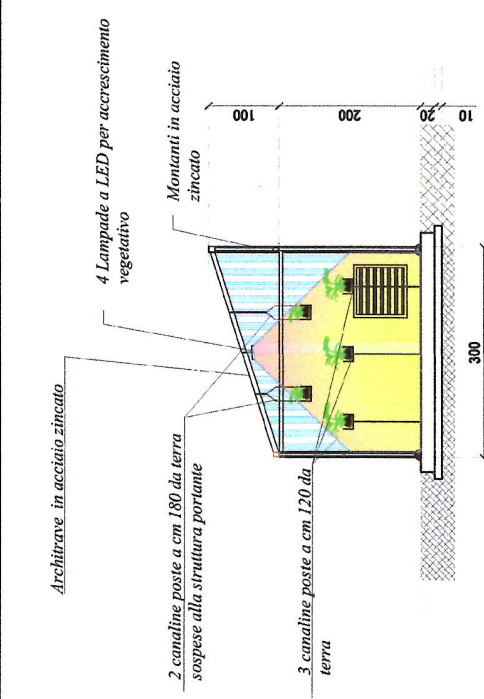 Architrave in acciaio zincato
4 Lampade a LED per accrescimento
vegetativo
Montanti in acciaio
zincato
2 canaline poste a cm 180 da terra
sospese alla struttura portante
3 canaline poste a cm 120 da
terra
100
200
20
10
300